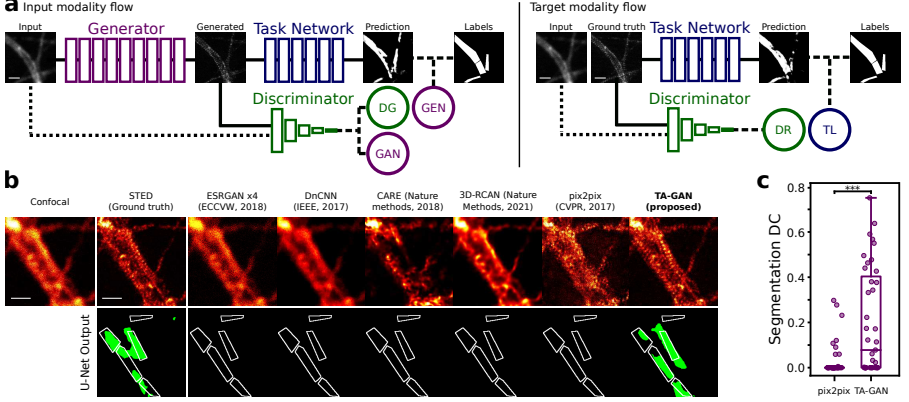 a Input modality flow
Input
Generator
Generated
Task Network
Prediction
Labels
Discriminator
DG
GEN
GAN
Target modality flow
Input
Ground truth
Task Network
Prediction
Labels
Discriminator
DR
TL
b
Confocal
STED
(Ground truth)
ESRGAN x4
(ECCVW, 2018)
DnCNN
(IEEE, 2017)
CARE (Nature
methods, 2018)
3D-RCAN (Nature
Methods, 2021)
pix2pix
(CVPR, 2017)
TA-GAN
(proposed)
U-Net Output
c
Segmentation DC
0.8
0.6
0.4
0.2
0.0
***
pix2pix TA-GAN